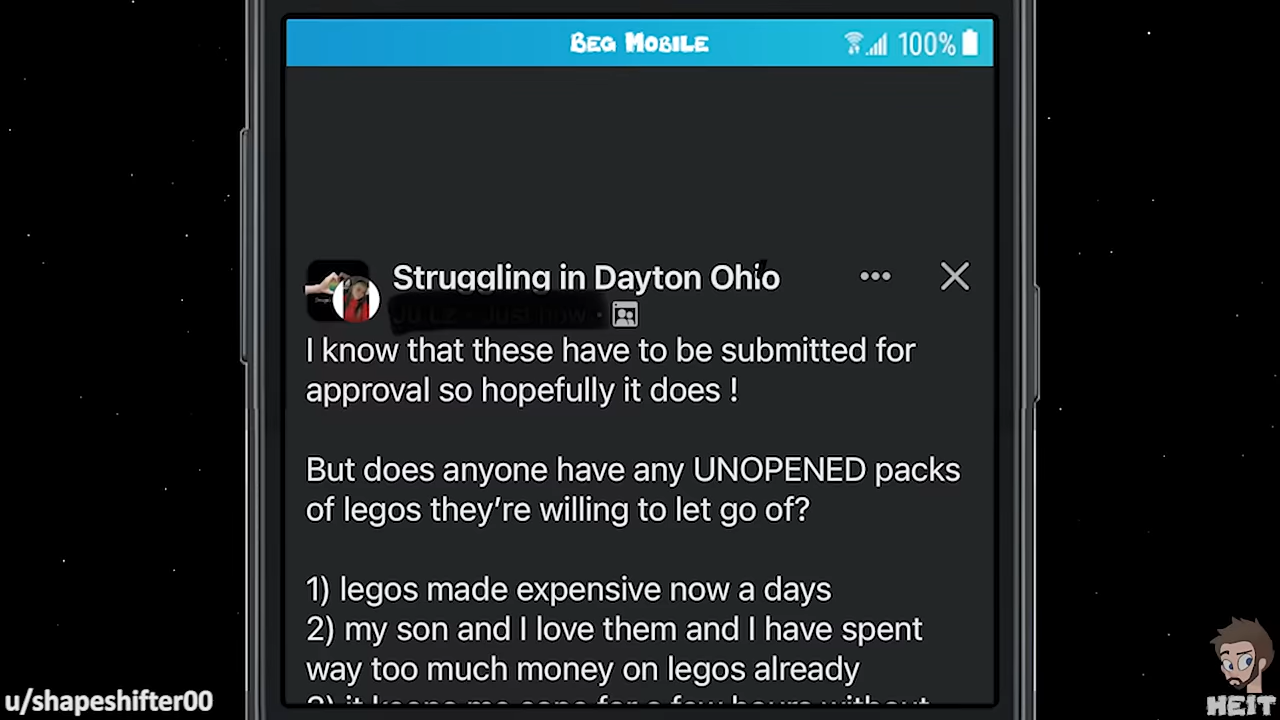 BEG MOBILE
100%
Struggling in Dayton Ohio
Just now
I know that these have to be submitted for
approval so hopefully it does !
But does anyone have any UNOPENED packs
of legos they're willing to let go of?
1) legos made expensive now a days
2) my son and I love them and I have spent
way too much money on legos already
u/shapeshifter00
HEIT